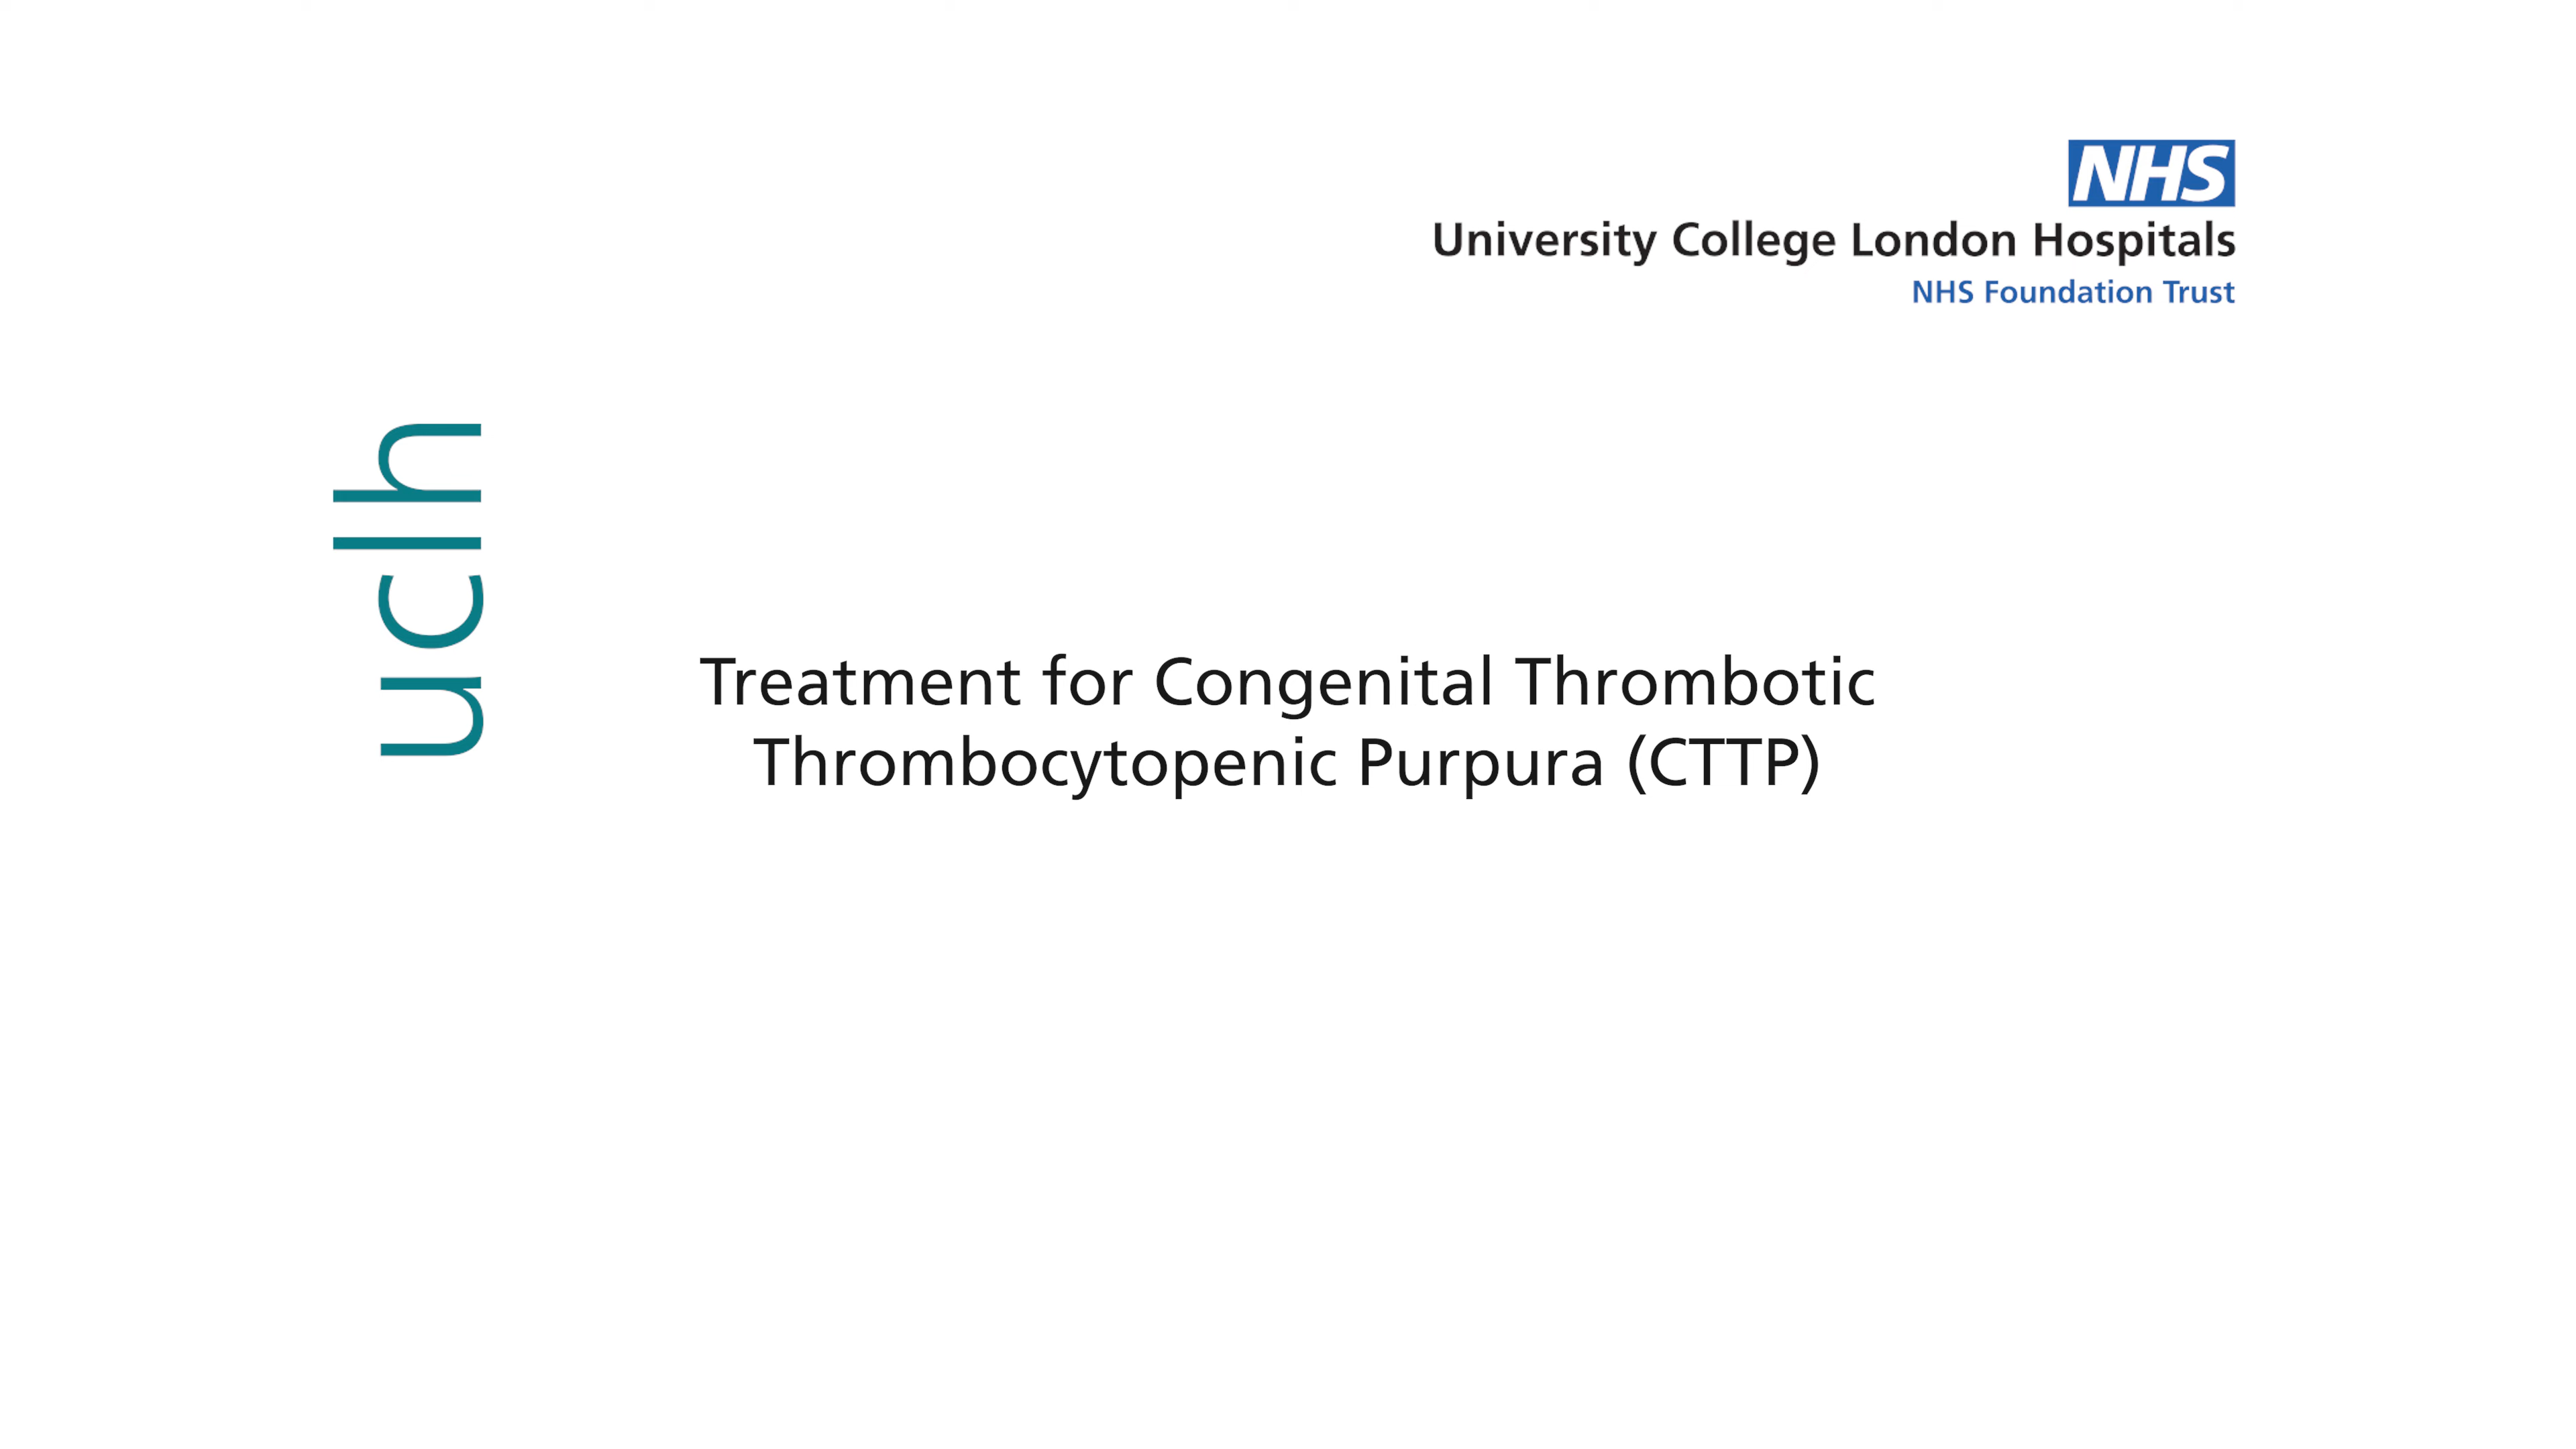 NHS
University College London Hospitals
NHS Foundation Trust
uclh
Treatment for Congenital Thrombotic
Thrombocytopenic Purpura (CTTP)